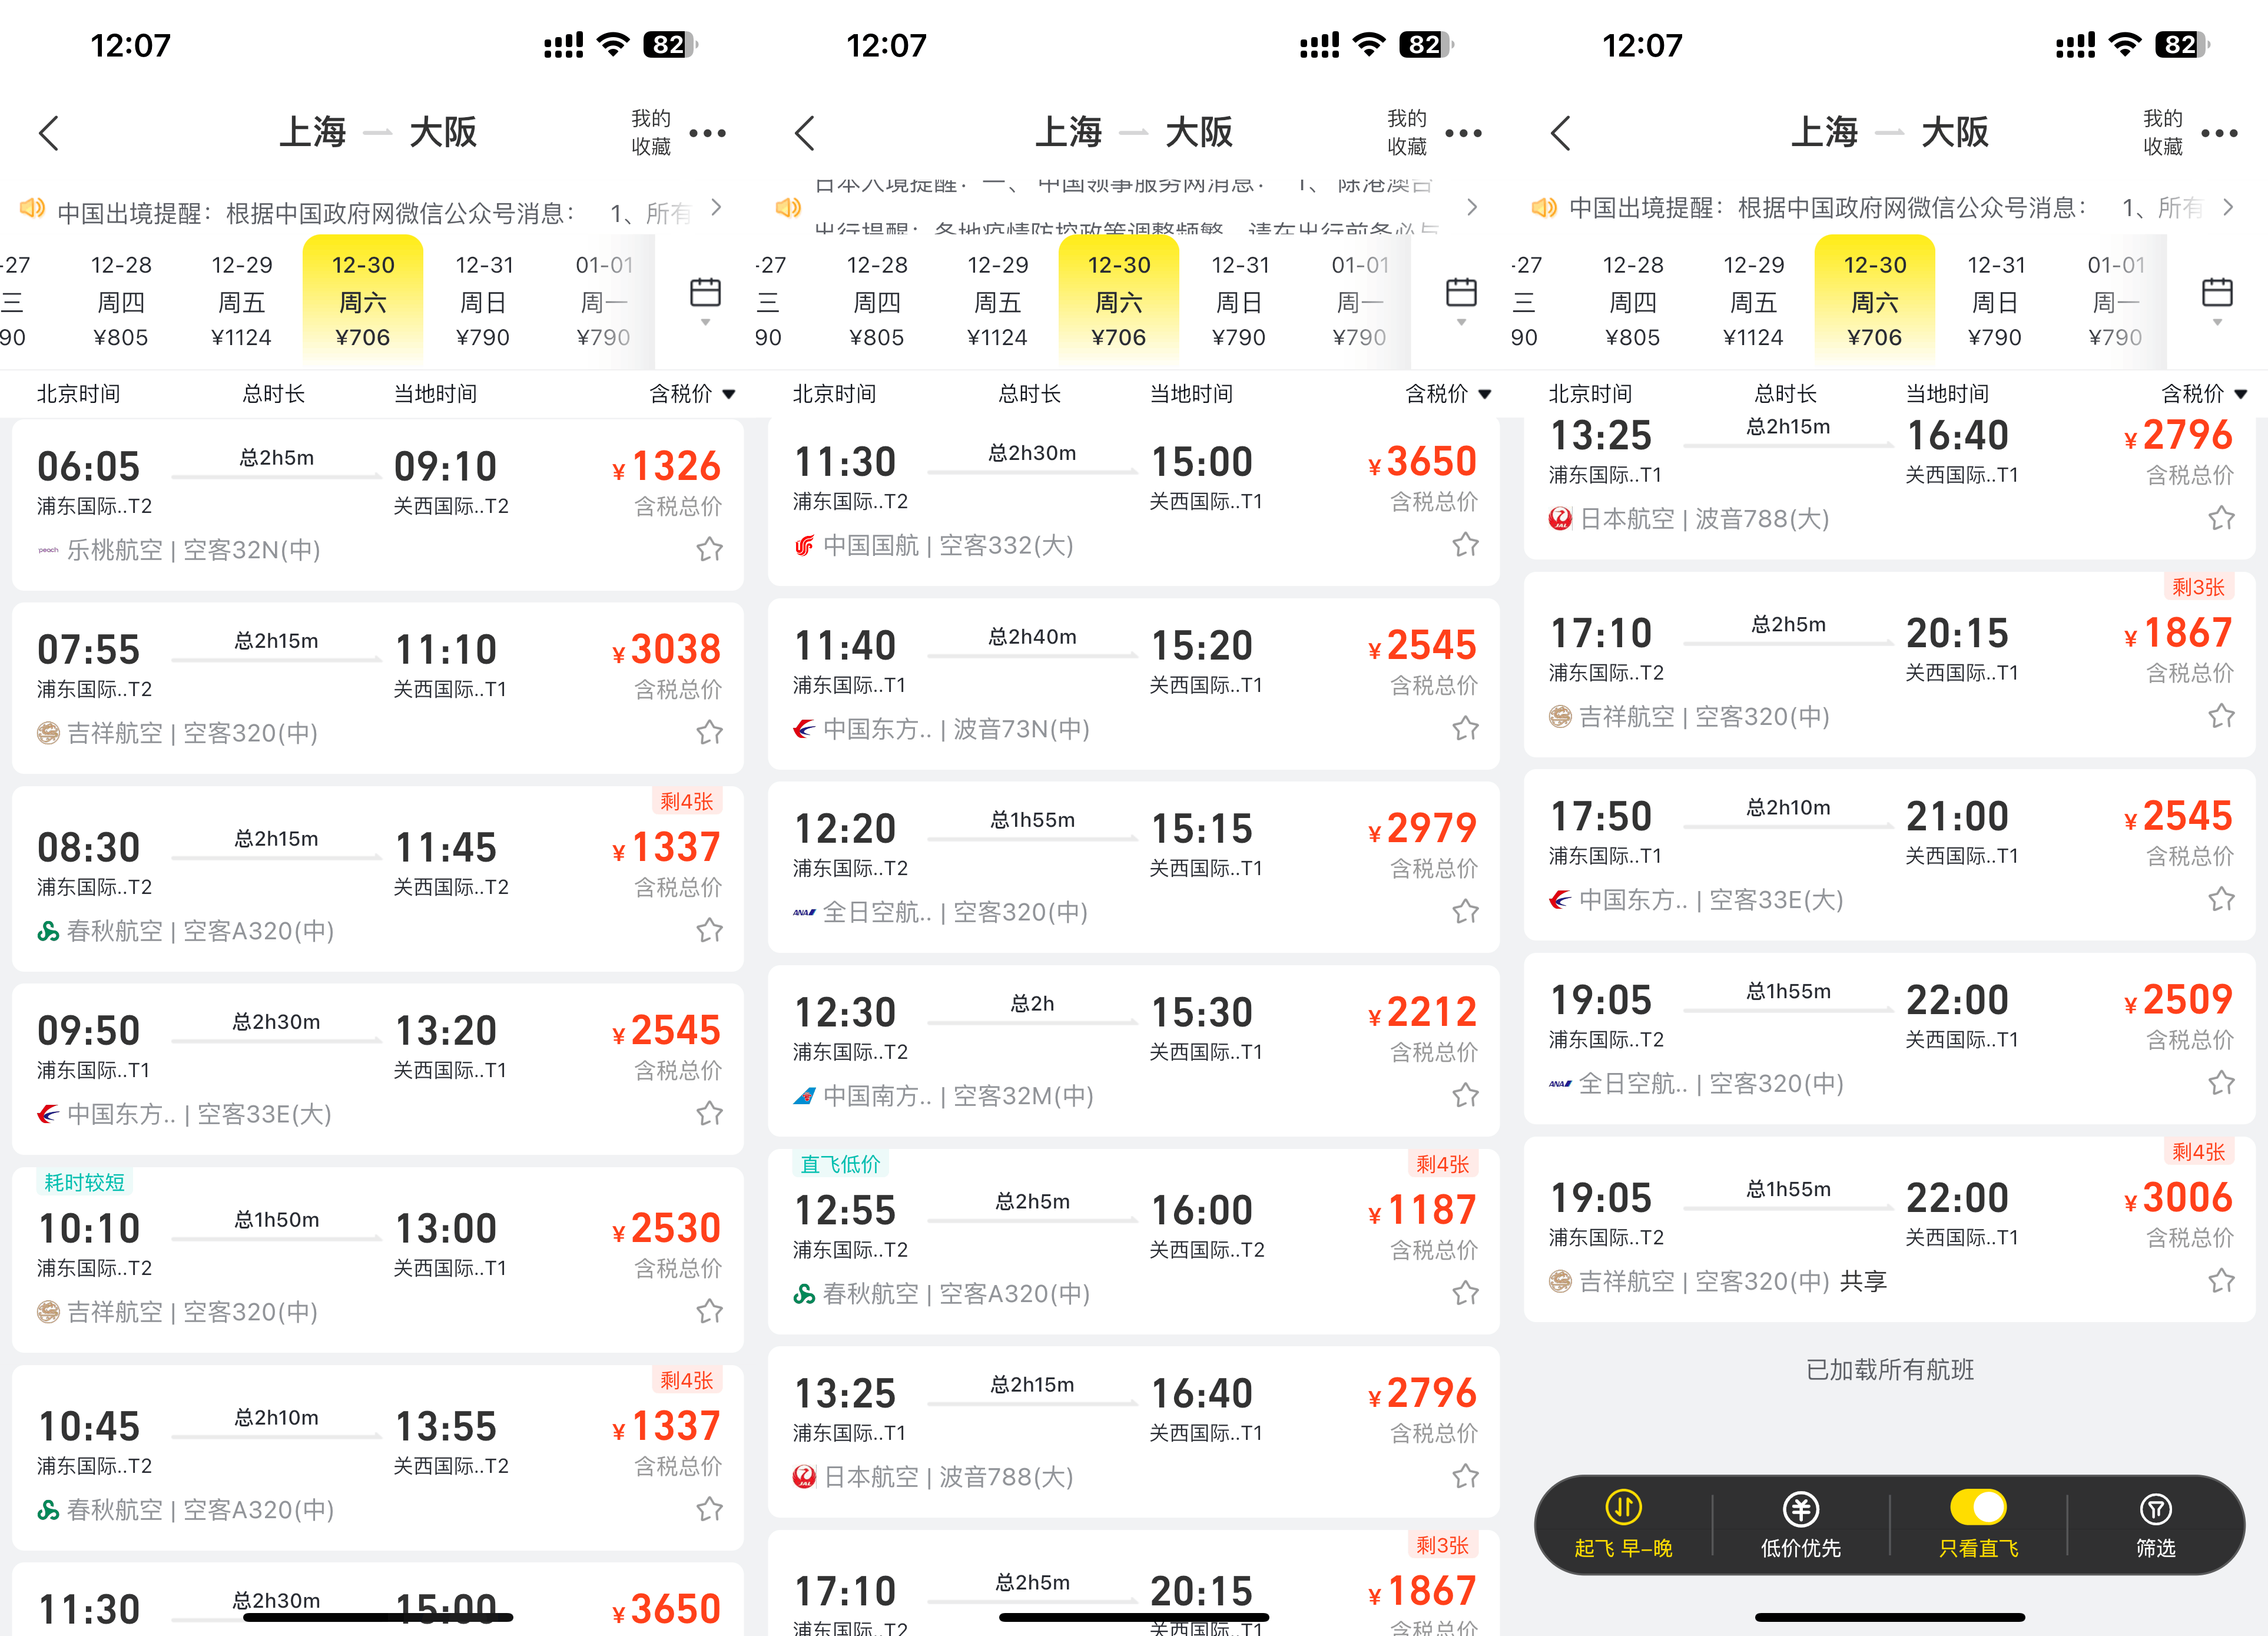 12:07
82
上海
大阪
我的
收藏
中国出境提醒：根据中国政府网微信公众号消息： 1、所有
-27
三
90
12-28
周四
¥805
12-29
周五
¥1124
12-30
周六
¥706
12-31
周日
¥790
01-01
周一
¥790
北京时间 总时长 当地时间 含税价
06:05 总2h5m 09:10 ¥1326
浦东国际..T2 关西国际..T2 含税总价
peach 乐桃航空 | 空客32N(中)
07:55 总2h15m 11:10 ¥3038
浦东国际..T2 关西国际..T1 含税总价
吉祥航空 | 空客320(中)
剩4张
08:30 总2h15m 11:45 ¥1337
浦东国际..T2 关西国际..T2 含税总价
春秋航空 | 空客A320(中)
09:50 总2h30m 13:20 ¥2545
浦东国际..T1 关西国际..T1 含税总价
中国东方.. | 空客33E(大)
耗时较短
10:10 总1h50m 13:00 ¥2530
浦东国际..T2 关西国际..T1 含税总价
吉祥航空 | 空客320(中)
剩4张
10:45 总2h10m 13:55 ¥1337
浦东国际..T2 关西国际..T2 含税总价
春秋航空 | 空客A320(中)
11:30 总2h30m 15:00 ¥3650
12:07
82
上海
大阪
我的
收藏
日本入境提醒：一、 中国领事服务网消息： 1、 除港澳台
出行提醒：各地疫情防控政策调整频繁，请在出行前务必与
-27
三
90
12-28
周四
¥805
12-29
周五
¥1124
12-30
周六
¥706
12-31
周日
¥790
01-01
周一
¥790
北京时间 总时长 当地时间 含税价
11:30 总2h30m 15:00 ¥3650
浦东国际..T2 关西国际..T1 含税总价
中国国航 | 空客332(大)
11:40 总2h40m 15:20 ¥2545
浦东国际..T1 关西国际..T1 含税总价
中国东方.. | 波音73N(中)
12:20 总1h55m 15:15 ¥2979
浦东国际..T2 关西国际..T1 含税总价
ANA 全日空航.. | 空客320(中)
12:30 总2h 15:30 ¥2212
浦东国际..T2 关西国际..T1 含税总价
中国南方.. | 空客32M(中)
直飞低价 剩4张
12:55 总2h5m 16:00 ¥1187
浦东国际..T2 关西国际..T2 含税总价
春秋航空 | 空客A320(中)
13:25 总2h15m 16:40 ¥2796
浦东国际..T1 关西国际..T1 含税总价
JAL 日本航空 | 波音788(大)
剩3张
17:10 总2h5m 20:15 ¥1867
浦东国际..T2 关西国际..T1 含税总价
12:07
82
上海
大阪
我的
收藏
中国出境提醒：根据中国政府网微信公众号消息： 1、所有
-27
三
90
12-28
周四
¥805
12-29
周五
¥1124
12-30
周六
¥706
12-31
周日
¥790
01-01
周一
¥790
北京时间 总时长 当地时间 含税价
13:25 总2h15m 16:40 ¥2796
浦东国际..T1 关西国际..T1 含税总价
JAL 日本航空 | 波音788(大)
剩3张
17:10 总2h5m 20:15 ¥1867
浦东国际..T2 关西国际..T1 含税总价
吉祥航空 | 空客320(中)
17:50 总2h10m 21:00 ¥2545
浦东国际..T1 关西国际..T1 含税总价
中国东方.. | 空客33E(大)
19:05 总1h55m 22:00 ¥2509
浦东国际..T2 关西国际..T1 含税总价
ANA 全日空航.. | 空客320(中)
剩4张
19:05 总1h55m 22:00 ¥3006
浦东国际..T2 关西国际..T1 含税总价
吉祥航空 | 空客320(中) 共享
已加载所有航班
起飞 早-晚 低价优先 只看直飞 筛选